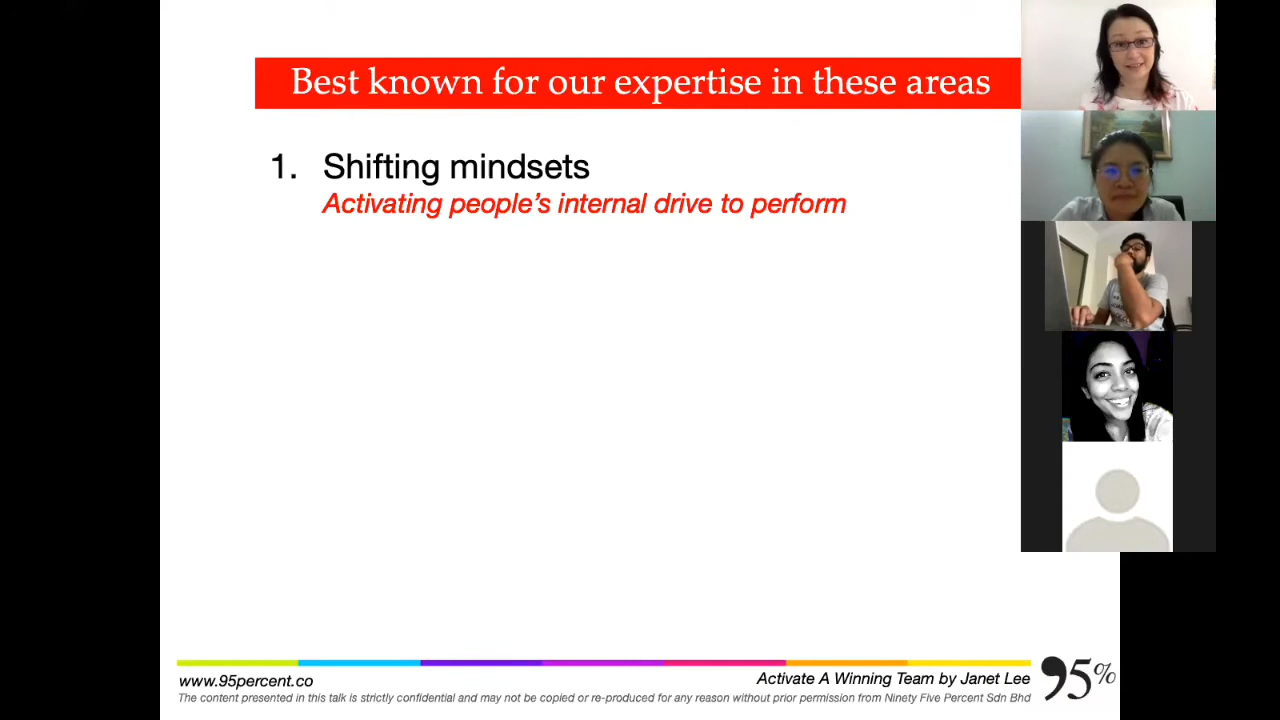 Best known for our expertise in these areas
1. Shifting mindsets
Activating people's internal drive to perform
www.95percent.co
Activate A Winning Team by Janet Lee
The content presented in this talk is strictly confidential and may not be copied or re-produced for any reason without prior permission from Ninety Five Percent Sdn Bhd
95%